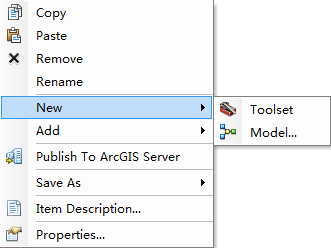 Copy
Paste
Remove
Rename
New
Toolset
Model...
Add
Publish To ArcGIS Server
Save As
Item Description...
Properties...